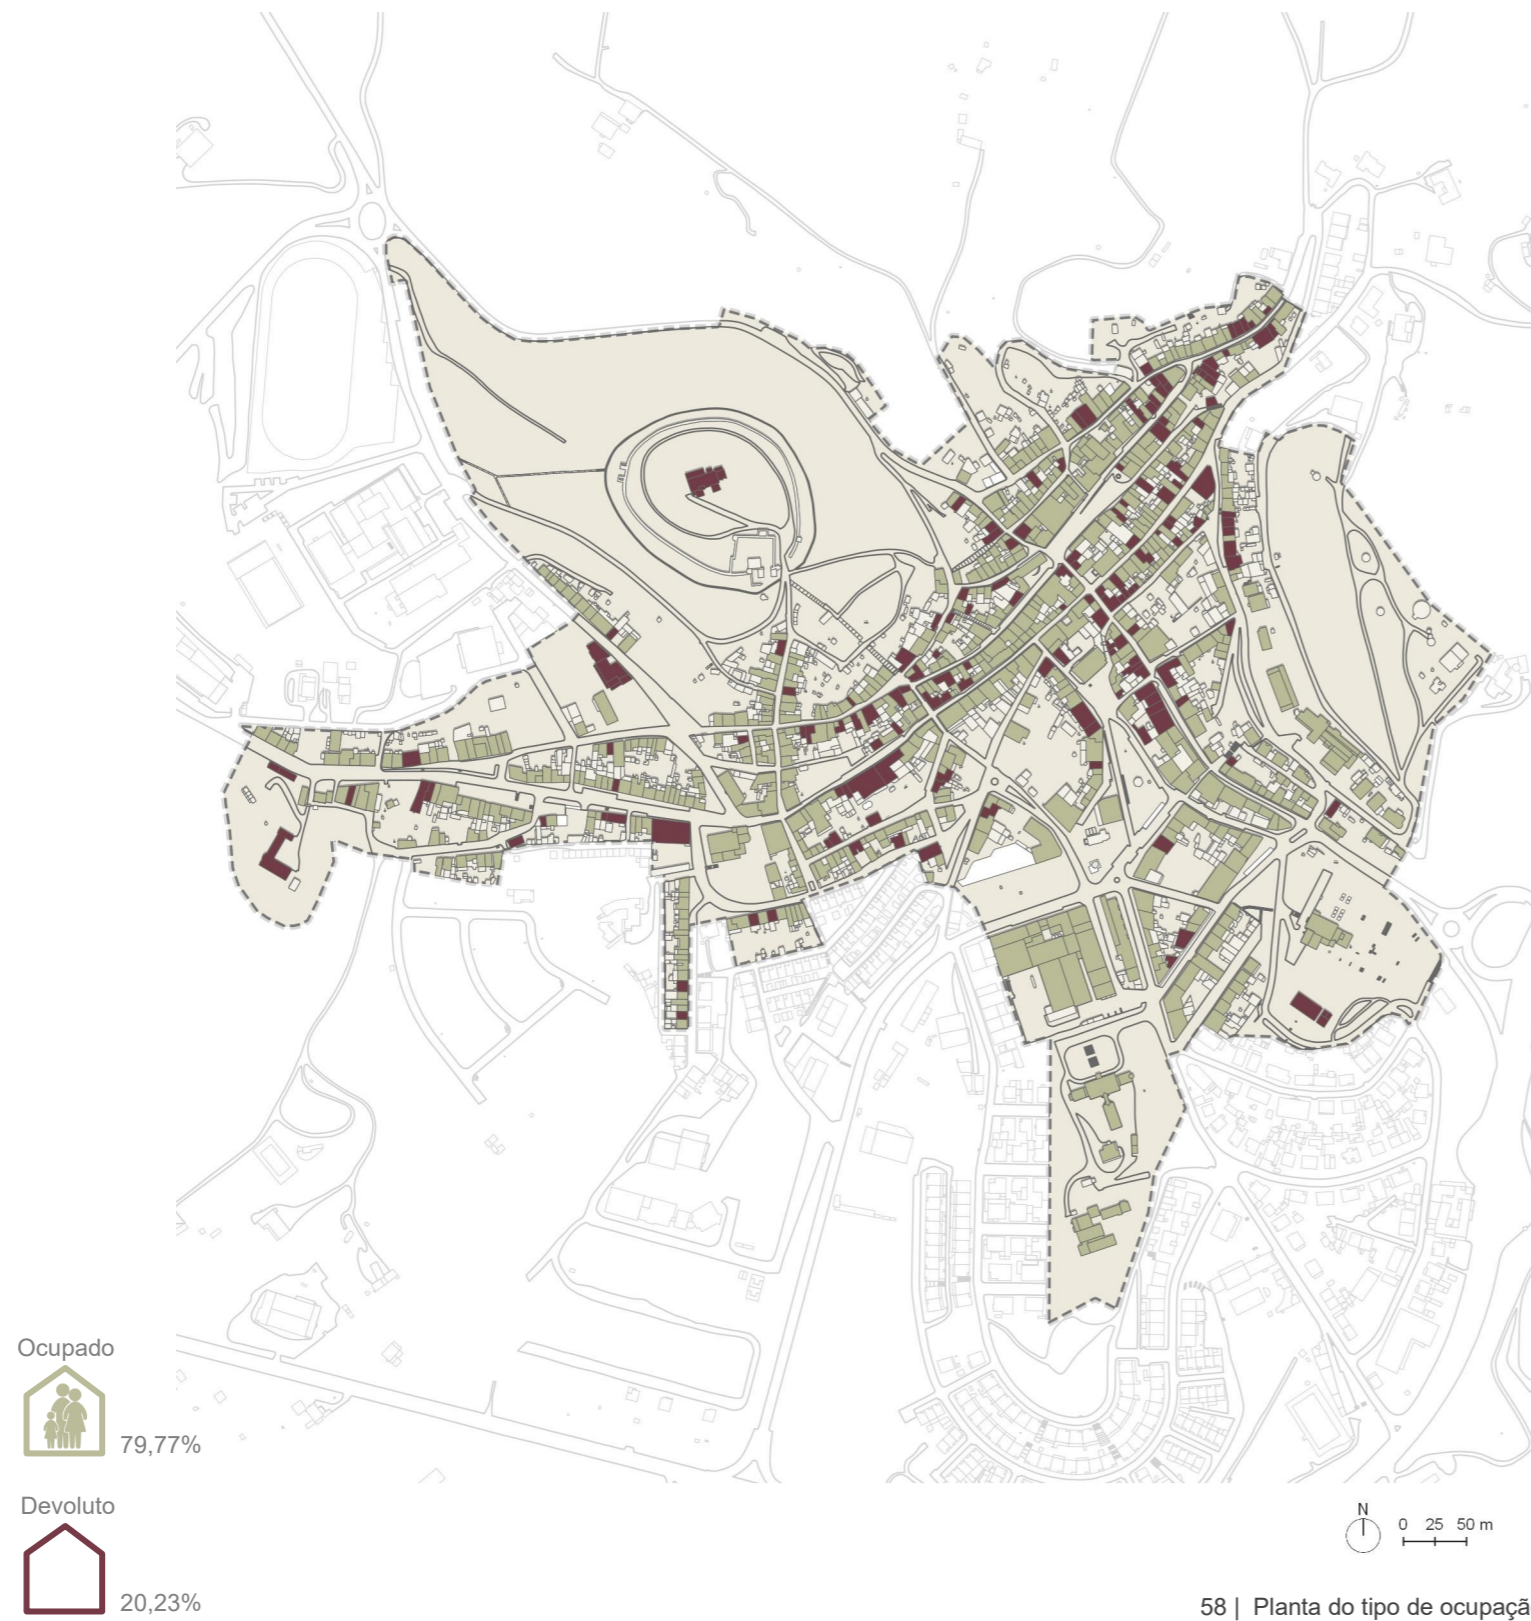 Ocupado
79,77%
Devoluto
20,23%
N
0 25 50 m
58 | Planta do tipo de ocupaçã